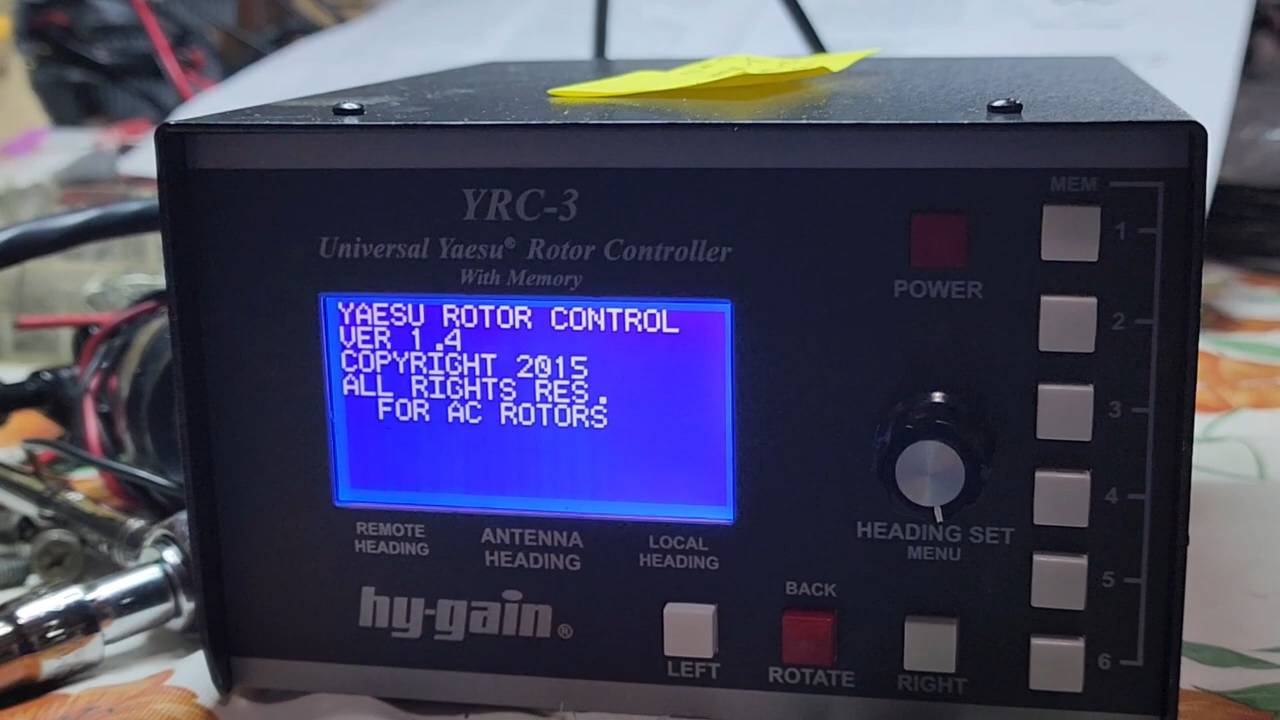 YRC-3
Universal Yaesu® Rotor Controller
With Memory
YAESU ROTOR CONTROL
VER 1.4
COPYRIGHT 2015
ALL RIGHTS RES.
FOR AC ROTORS
REMOTE HEADING
ANTENNA HEADING
LOCAL HEADING
hy-gain®
POWER
HEADING SET
MENU
BACK
LEFT
ROTATE
RIGHT
MEM
1
2
3
4
5
6